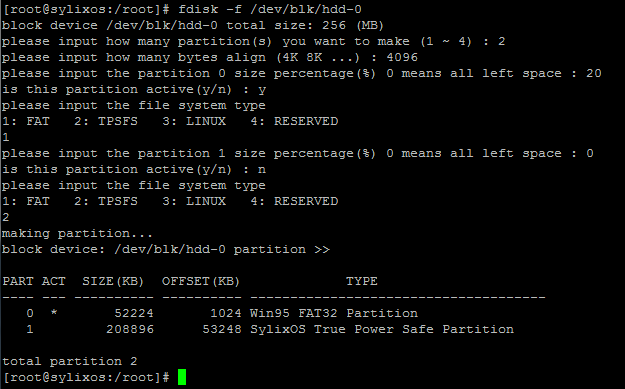 [root@sylixos:/root]# fdisk -f /dev/blk/hdd-0
block device /dev/blk/hdd-0 total size: 256 (MB)
please input how many partition(s) you want to make (1 ~ 4) : 2
please input how many bytes align (4K 8K ...) : 4096
please input the partition 0 size percentage(%) 0 means all left space : 20
is this partition active(y/n) : y
please input the file system type
1: FAT   2: TPSFS   3: LINUX   4: RESERVED
1
please input the partition 1 size percentage(%) 0 means all left space : 0
is this partition active(y/n) : n
please input the file system type
1: FAT   2: TPSFS   3: LINUX   4: RESERVED
2
making partition...
block device: /dev/blk/hdd-0 partition >>
PART ACT  SIZE(KB)  OFFSET(KB)             TYPE
---- --- ---------- ---------- -------------------------------------
   0  *       52224       1024 Win95 FAT32 Partition
   1         208896      53248 SylixOS True Power Safe Partition
total partition 2
[root@sylixos:/root]#